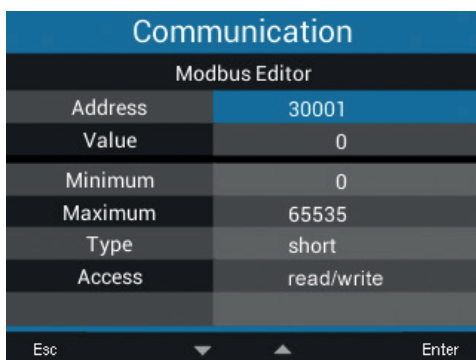 Communication
Modbus Editor
Address 30001
Value 0
Minimum 0
Maximum 65535
Type short
Access read/write
Esc Enter